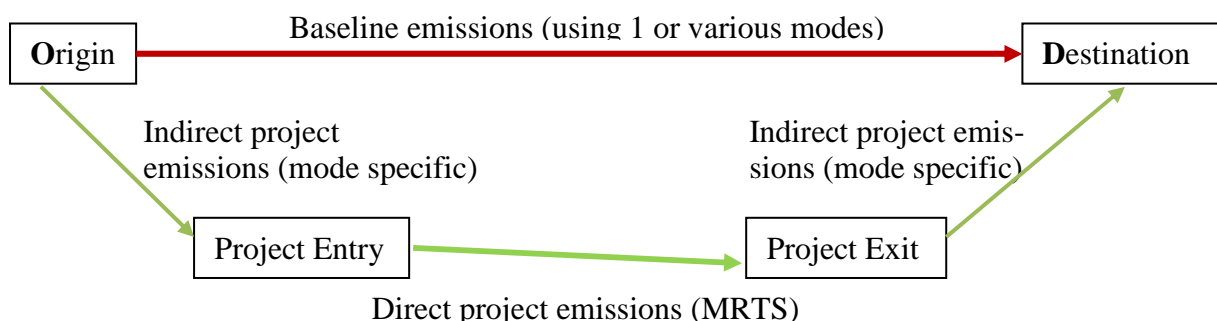 Baseline emissions (using 1 or various modes)
Origin
Destination
Indirect project
emissions (mode specific)
Indirect project emis-
sions (mode specific)
Project Entry
Project Exit
Direct project emissions (MRTS)